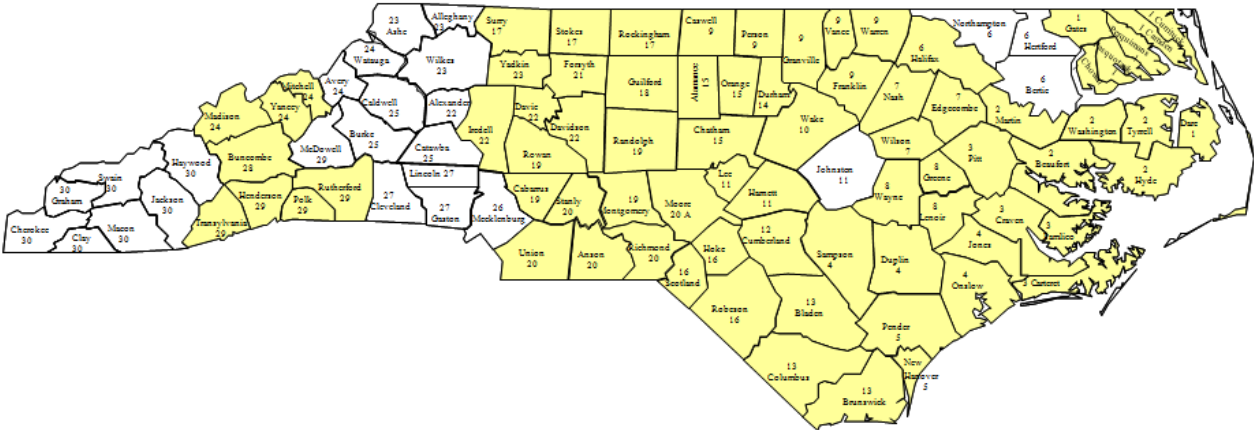 23
Ashe
Alleghany
23
Surry
17
Stokes
17
Rockingham
17
Caswell
9
Person
9
9
Granville
9
Vance
9
Warren
Northampton
6
6
Hertford
1
Gates
1 Currituck
1 Camden
6
Halifax
24
Watauga
Wilkes
23
Yadkin
23
Forsyth
21
Guilford
18
Alamance
15
Orange
15
Durham
14
9
Franklin
7
Nash
7
Edgecombe
6
Bertie
2
Martin
2
Washington
2
Tyrrell
Dare
1
Mitchell
24
Avery
24
Yancey
24
Madison
24
Caldwell
25
Alexander
22
Iredell
22
Davie
22
Davidson
22
Randolph
19
Chatham
15
Wake
10
Wilson
7
3
Pitt
2
Beaufort
2
Hyde
Burke
25
McDowell
29
Catawba
25
Rowan
19
Buncombe
28
Haywood
30
Swain
30
30
Graham
Jackson
30
Macon
30
Cherokee
30
Clay
30
Transylvania
29
Henderson
29
Polk
29
Rutherford
29
27
Cleveland
Lincoln 27
27
Gaston
26
Mecklenburg
Cabarrus
19
Stanly
20
19
Montgomery
Moore
20 A
Lee
11
Harnett
11
Johnston
11
8
Wayne
8
Greene
8
Lenoir
3
Craven
3
Pamlico
4
Jones
3 Carteret
4
Onslow
Duplin
4
Sampson
4
12
Cumberland
Hoke
16
16
Scotland
Richmond
20
Anson
20
Union
20
Robeson
16
13
Bladen
Pender
5
New
Hanover
5
13
Columbus
13
Brunswick